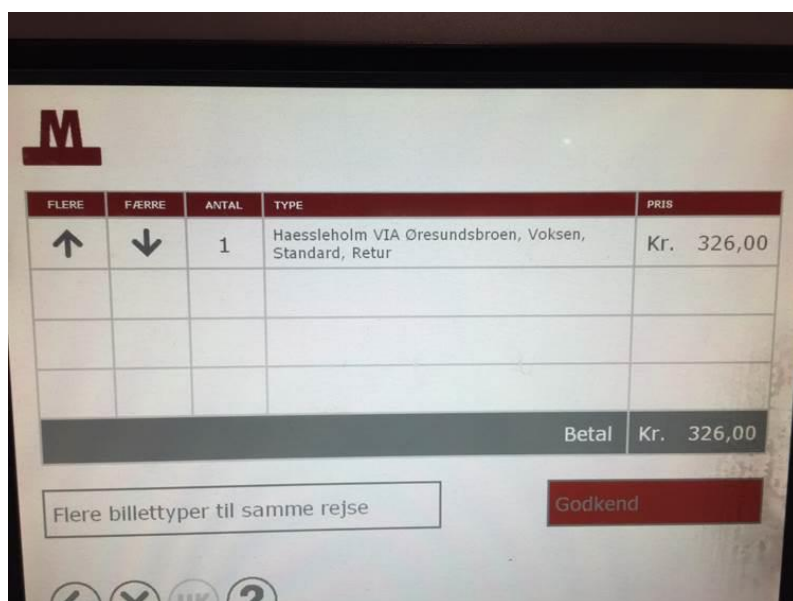 M
FLERE FÆRRE ANTAL TYPE PRIS
1 Haessleholm VIA Øresundsbroen, Voksen, Kr. 326,00
Standard, Retur
Betal Kr. 326,00
Flere billettyper til samme rejse
Godkend
UK ?